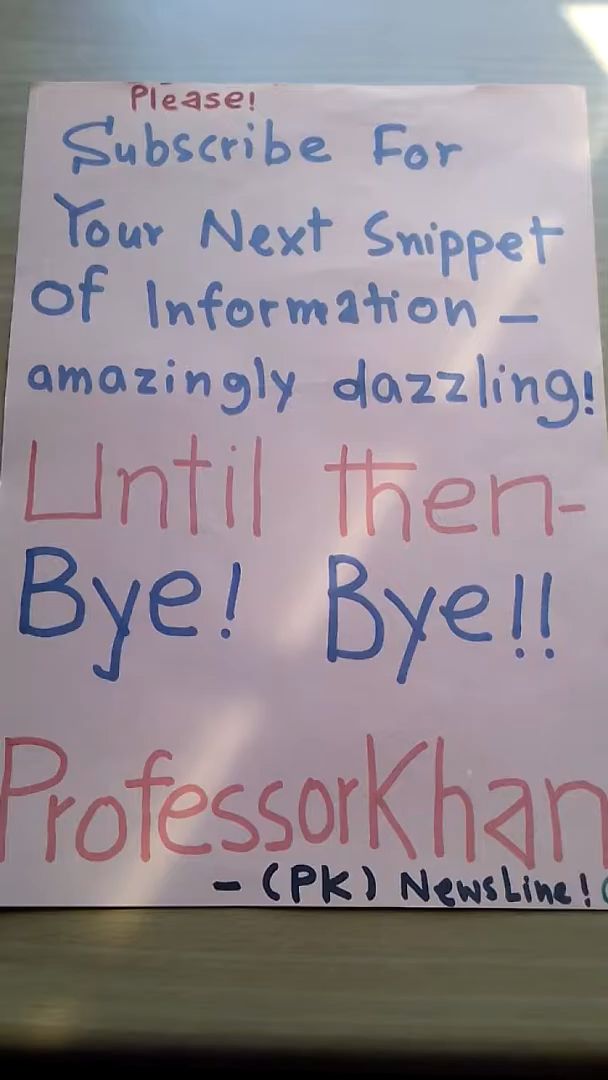 Please!
Subscribe For
Your Next Snippet
of Information -
amazingly dazzling!
Until then-
Bye! Bye!!
ProfessorKhan
- (PK) NewsLine!